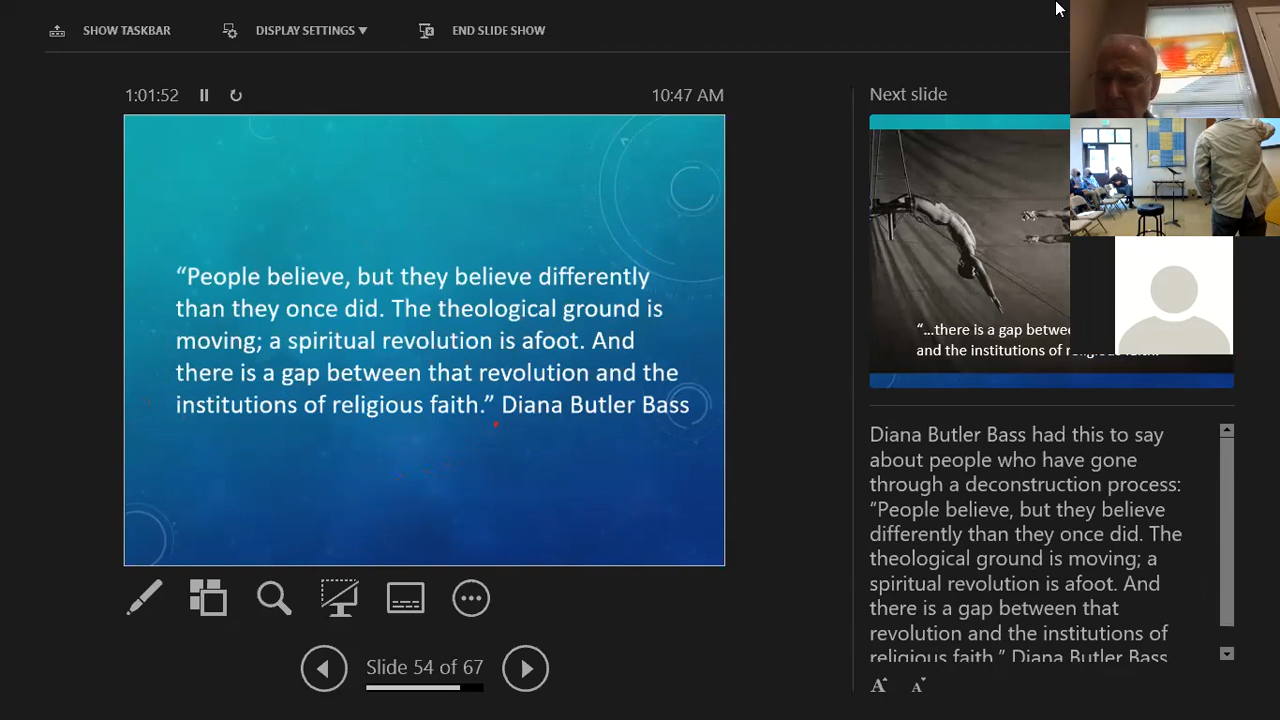 SHOW TASKBAR
DISPLAY SETTINGS
END SLIDE SHOW
1:01:52
10:47 AM
“People believe, but they believe differently
than they once did. The theological ground is
moving; a spiritual revolution is afoot. And
there is a gap between that revolution and the
institutions of religious faith.” Diana Butler Bass
Slide 54 of 67
Next slide
“...there is a gap
and the institutions of
Diana Butler Bass had this to say
about people who have gone
through a deconstruction process:
“People believe, but they believe
differently than they once did. The
theological ground is moving; a
spiritual revolution is afoot. And
there is a gap between that
revolution and the institutions of
religious faith.” Diana Butler Bass
A A